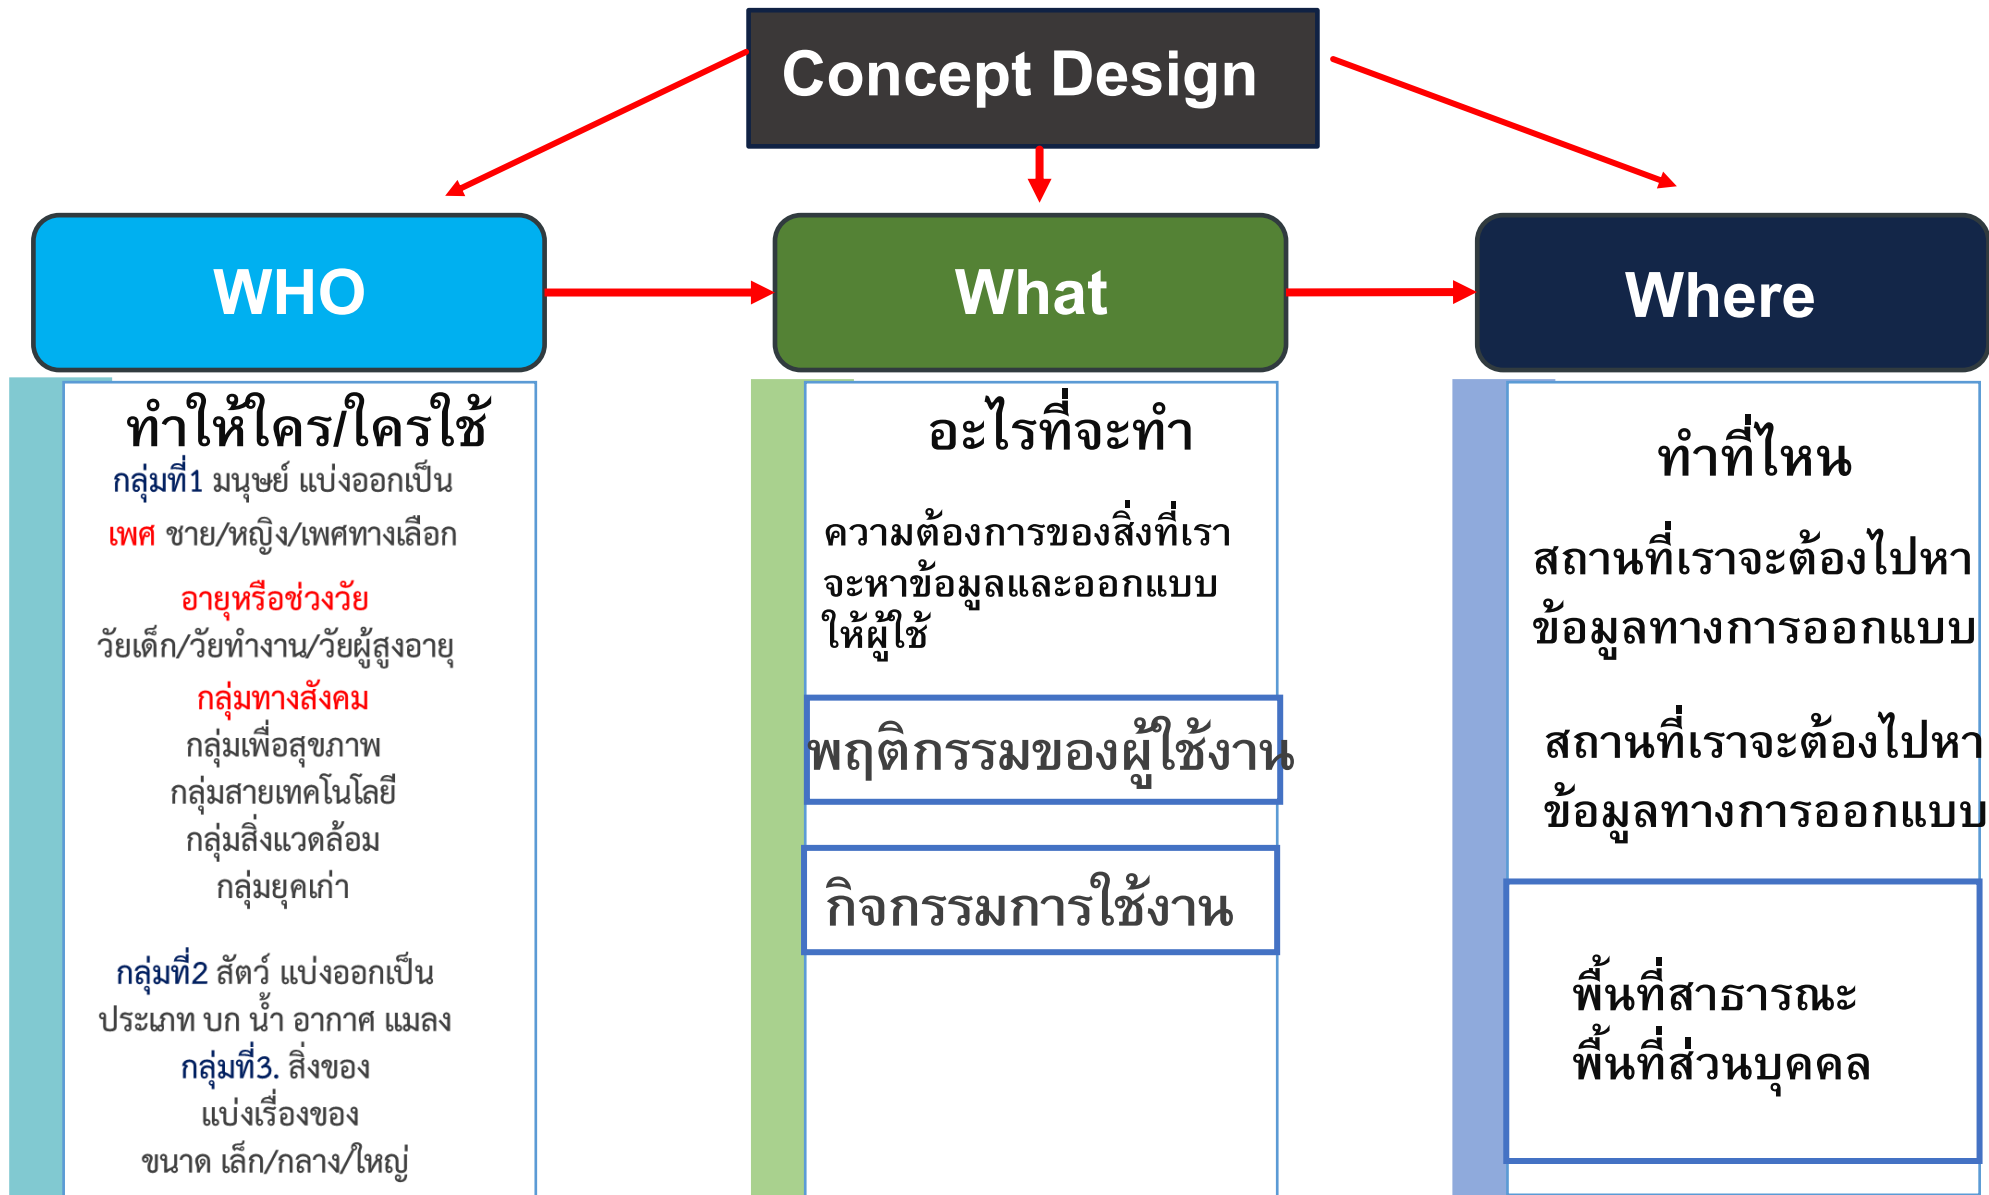 Concept Design
WHO
What
Where
ทำให้ใคร/ใครใช้
กลุ่มที่1 มนุษย์ แบ่งออกเป็น
เพศ ชาย/หญิง/เพศทางเลือก
อายุหรือช่วงวัย
วัยเด็ก/วัยทำงาน/วัยผู้สูงอายุ
กลุ่มทางสังคม
กลุ่มเพื่อสุขภาพ
กลุ่มสายเทคโนโลยี
กลุ่มสิ่งแวดล้อม
กลุ่มยุคเก่า
กลุ่มที่2 สัตว์ แบ่งออกเป็น
ประเภท บก น้ำ อากาศ แมลง
กลุ่มที่3. สิ่งของ
แบ่งเรื่องของ
ขนาด เล็ก/กลาง/ใหญ่
อะไรที่จะทำ
ความต้องการของสิ่งที่เรา
จะหาข้อมูลและออกแบบ
ให้ผู้ใช้
พฤติกรรมของผู้ใช้งาน
กิจกรรมการใช้งาน
ทำที่ไหน
สถานที่เราจะต้องไปหา
ข้อมูลทางการออกแบบ
สถานที่เราจะต้องไปหา
ข้อมูลทางการออกแบบ
พื้นที่สาธารณะ
พื้นที่ส่วนบุคคล